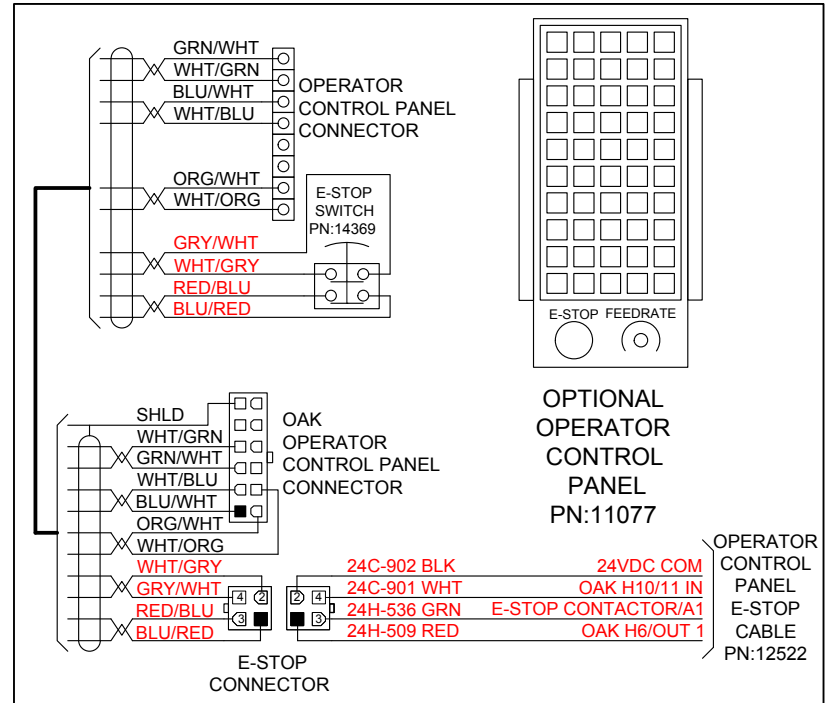 GRN/WHT
WHT/GRN
BLU/WHT
WHT/BLU
OPERATOR
CONTROL PANEL
CONNECTOR
ORG/WHT
WHT/ORG
E-STOP
SWITCH
PN:14369
GRY/WHT
WHT/GRY
RED/BLU
BLU/RED
E-STOP FEEDRATE
OPTIONAL
OPERATOR
CONTROL
PANEL
PN:11077
SHLD
WHT/GRN
GRN/WHT
WHT/BLU
BLU/WHT
ORG/WHT
WHT/ORG
WHT/GRY
GRY/WHT
RED/BLU
BLU/RED
OAK
OPERATOR
CONTROL PANEL
CONNECTOR
4 2
3
2 4
3
E-STOP
CONNECTOR
24C-902 BLK 24VDC COM
24C-901 WHT OAK H10/11 IN
24H-536 GRN E-STOP CONTACTOR/A1
24H-509 RED OAK H6/OUT 1
OPERATOR
CONTROL
PANEL
E-STOP
CABLE
PN:12522